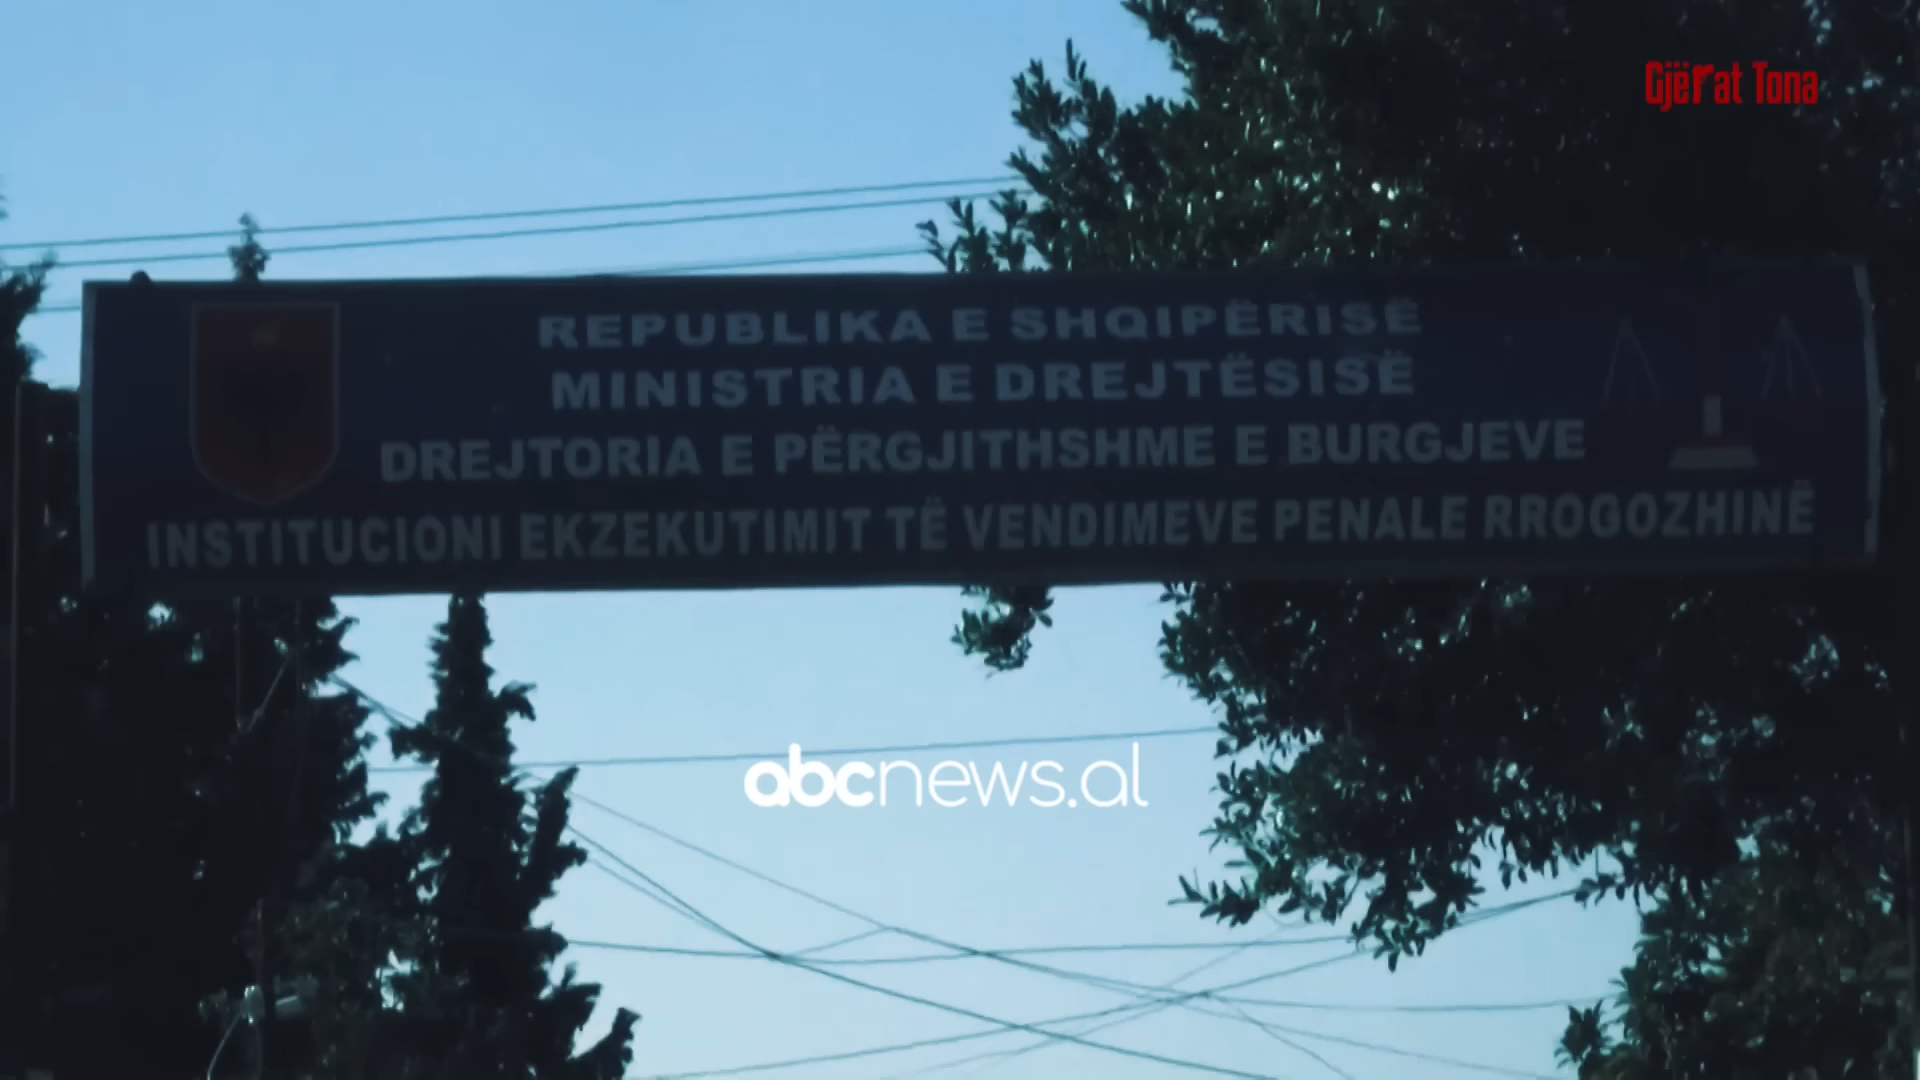 Gjërat Tona
REPUBLIKA E SHQIPËRISË
MINISTRIA E DREJTËSISË
DREJTORIA E PËRGJITHSHME E BURGJEVE
INSTITUCIONI EKZEKUTIMIT TË VENDIMEVE PENALE RROGOZHINË
abcnews.al